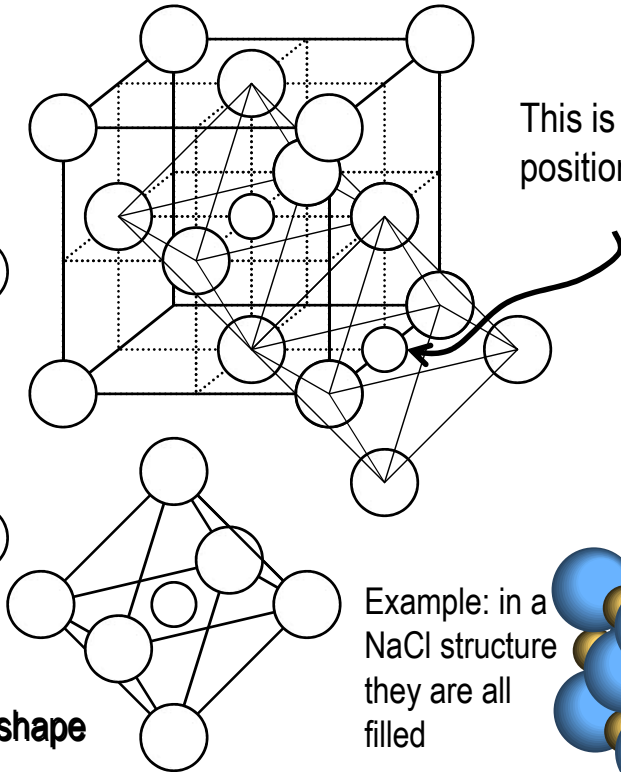 This is
position
Example: in a
NaCl structure
they are all
filled
shape